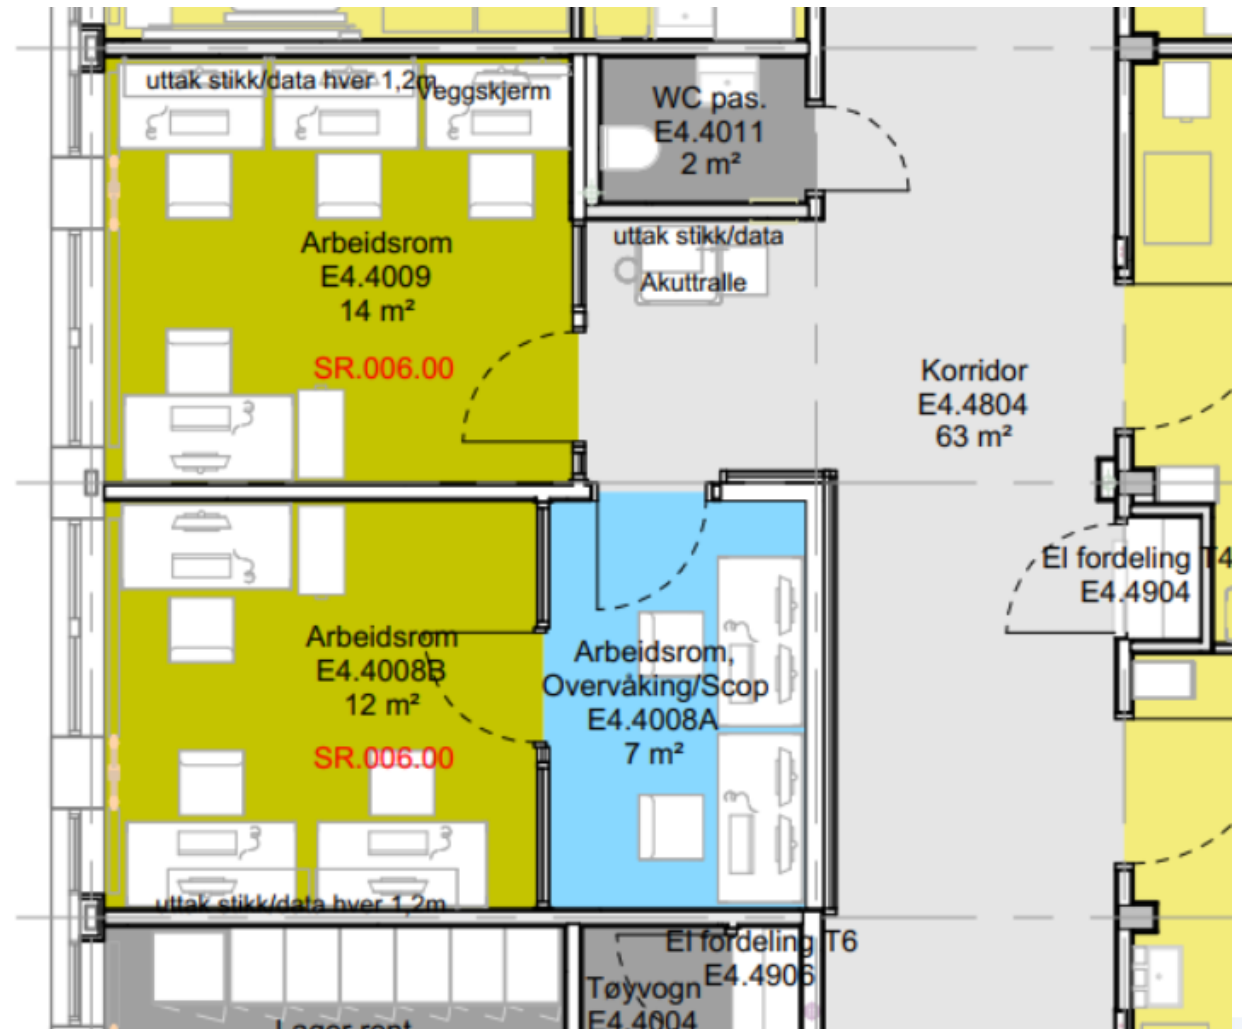 uttak stikk/data hver 1,2m
Veggskjerm
WC pas.
E4.4011
2 m²
Arbeidsrom
E4.4009
14 m²
SR.006.00
uttak stikk/data
Akuttralle
Korridor
E4.4804
63 m²
El fordeling T4
E4.4904
Arbeidsrom
E4.4008B
12 m²
SR.006.00
Arbeidsrom,
Overvåking/Scop
E4.4008A
7 m²
uttak stikk/data hver 1,2m
El fordeling T6
E4.4906
Tøyvogn
E4.4004
Lager rent